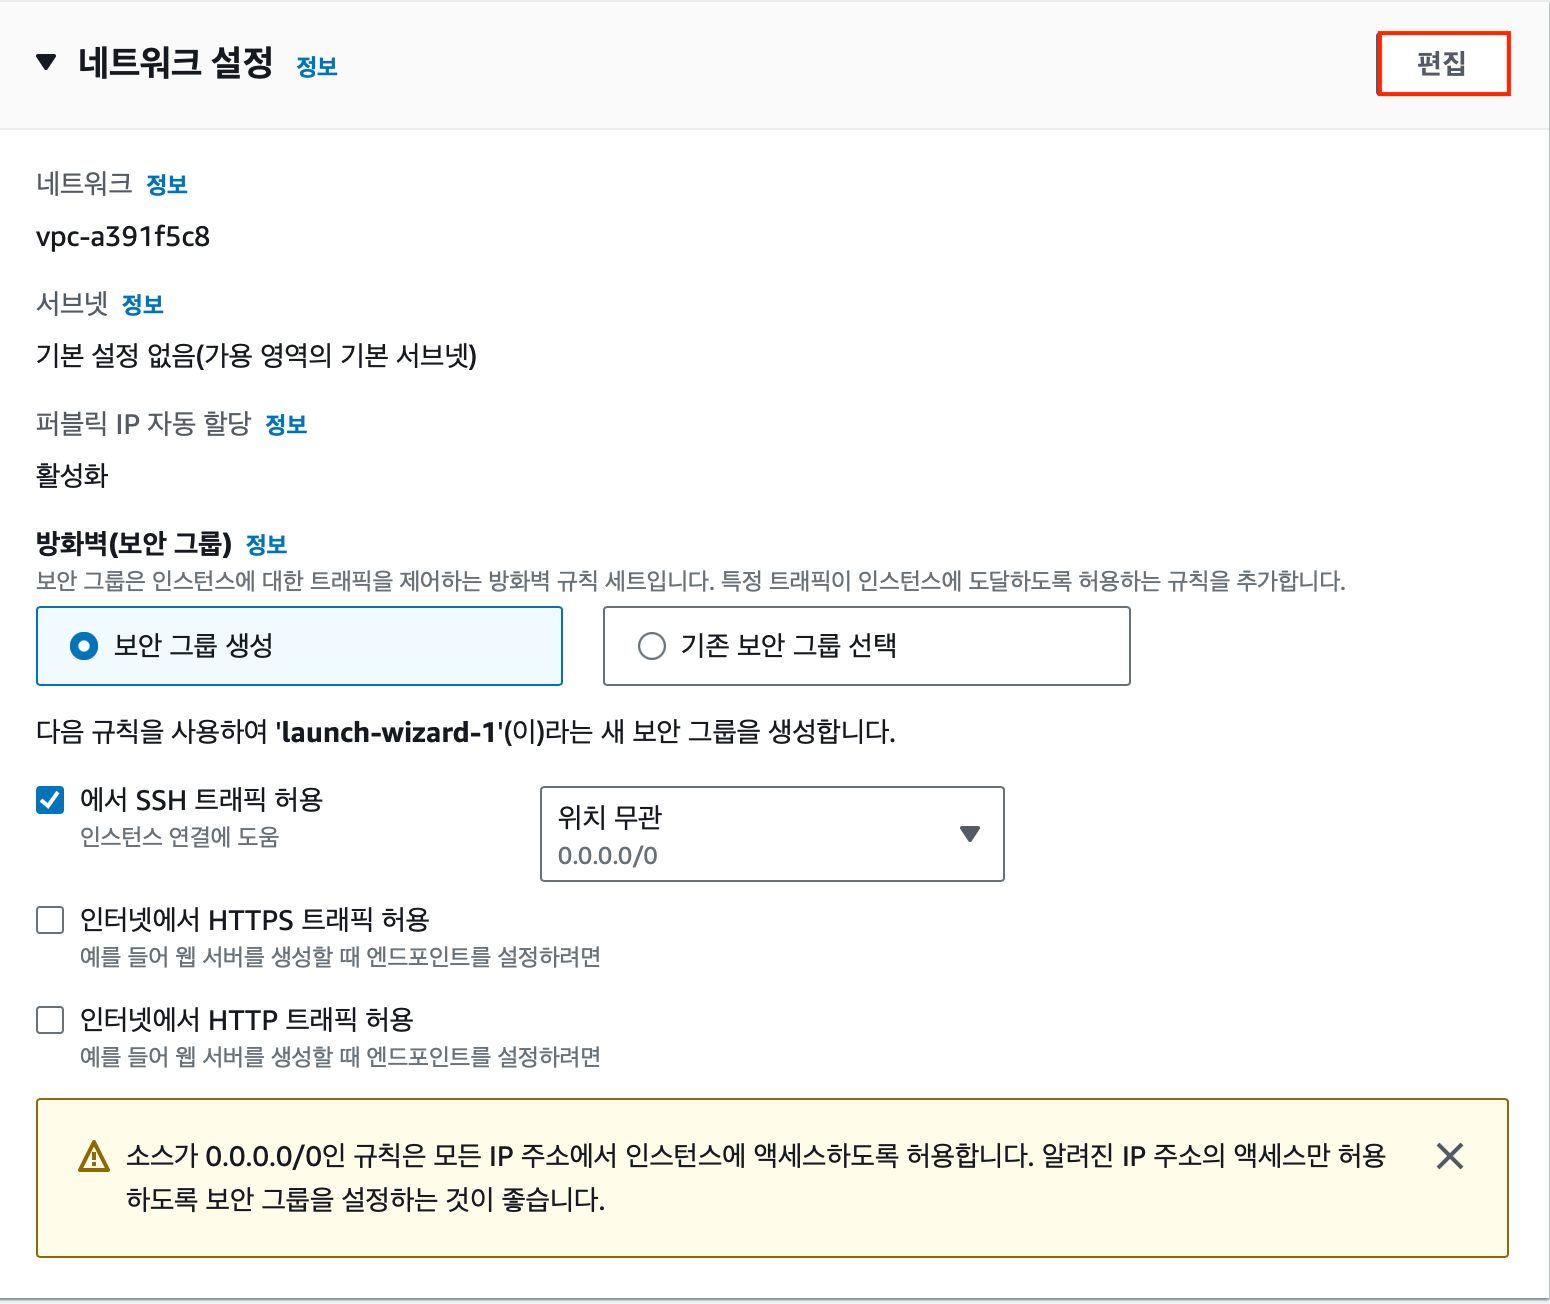 네트워크 설정 정보
편집
네트워크 정보
vpc-a391f5c8
서브넷 정보
기본 설정 없음(가용 영역의 기본 서브넷)
퍼블릭 IP 자동 할당 정보
활성화
방화벽(보안 그룹) 정보
보안 그룹은 인스턴스에 대한 트래픽을 제어하는 방화벽 규칙 세트입니다. 특정 트래픽이 인스턴스에 도달하도록 허용하는 규칙을 추가합니다.
보안 그룹 생성
기존 보안 그룹 선택
다음 규칙을 사용하여 'launch-wizard-1'(이)라는 새 보안 그룹을 생성합니다.
에서 SSH 트래픽 허용
인스턴스 연결에 도움
위치 무관
0.0.0.0/0
인터넷에서 HTTPS 트래픽 허용
예를 들어 웹 서버를 생성할 때 엔드포인트를 설정하려면
인터넷에서 HTTP 트래픽 허용
예를 들어 웹 서버를 생성할 때 엔드포인트를 설정하려면
소스가 0.0.0.0/0인 규칙은 모든 IP 주소에서 인스턴스에 액세스하도록 허용합니다. 알려진 IP 주소의 액세스만 허용
하도록 보안 그룹을 설정하는 것이 좋습니다.